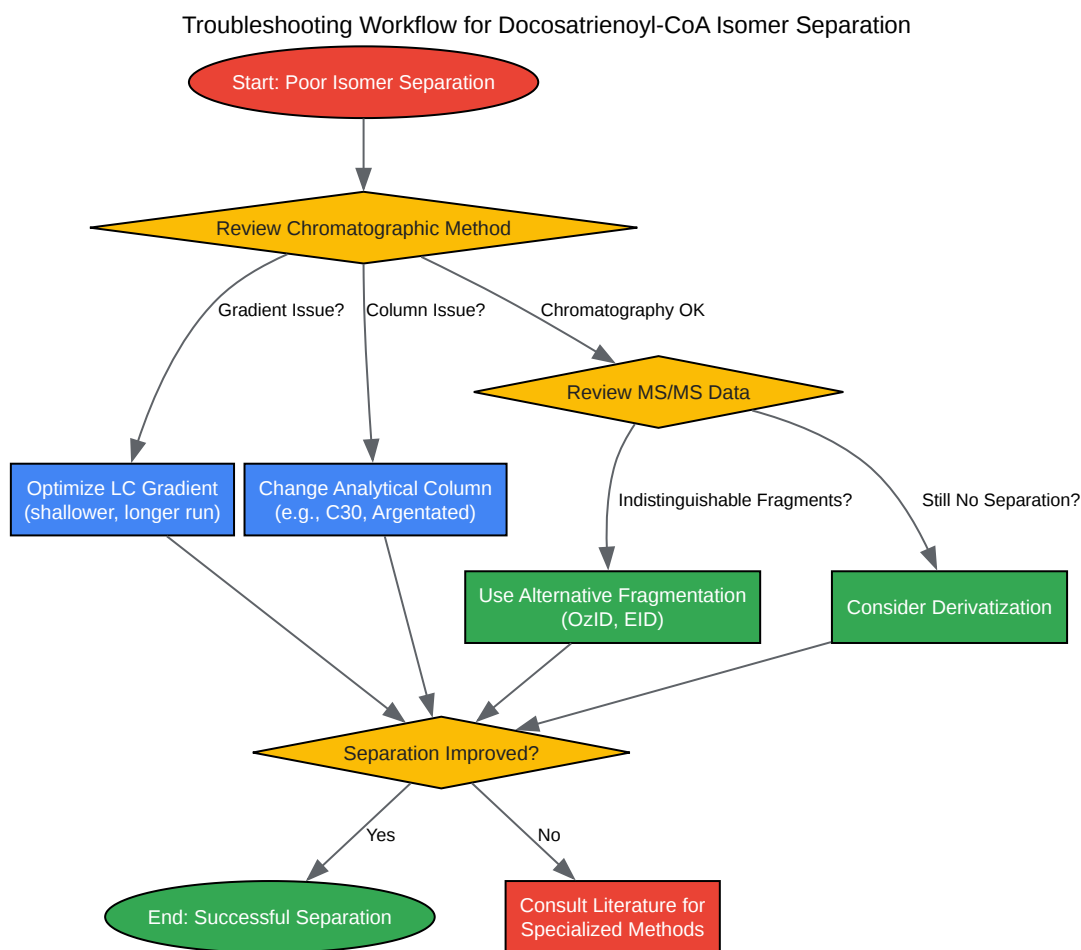 Troubleshooting Workflow for Docosatrienoyl-CoA Isomer Separation
Start: Poor Isomer Separation
Review Chromatographic Method
Gradient Issue?
Column Issue?
Chromatography OK
Review MS/MS Data
Optimize LC Gradient
(shallower, longer run)
Change Analytical Column
(e.g., C30, Argentated)
Indistinguishable Fragments?
Still No Separation?
Use Alternative Fragmentation
(OzID, EID)
Consider Derivatization
Separation Improved?
Yes
No
End: Successful Separation
Consult Literature for
Specialized Methods